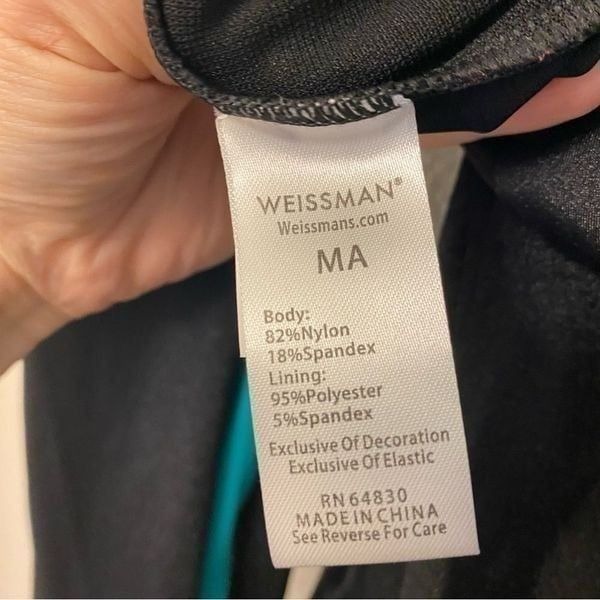 WEISSMAN®
Weissmans.com
MA
Body:
82%Nylon
18%Spandex
Lining:
95%Polyester
5%Spandex
Exclusive Of Decoration
Exclusive Of Elastic
RN 64830
MADE IN CHINA
See Reverse For Care